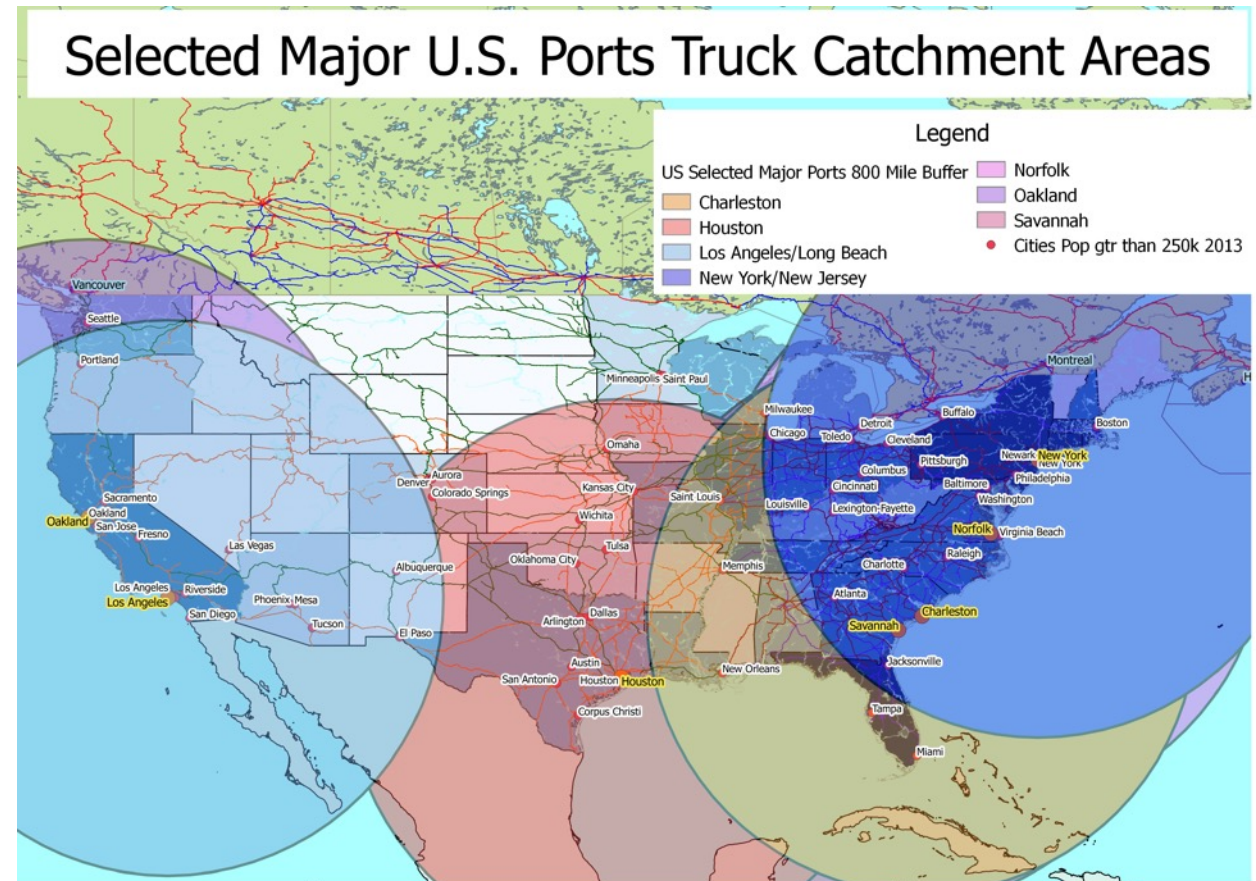 Selected Major U.S. Ports Truck Catchment Areas
Legend
US Selected Major Ports 800 Mile Buffer
Charleston
Houston
Los Angeles/Long Beach
New York/New Jersey
Norfolk
Oakland
Savannah
Cities Pop gtr than 250k 2013
Vancouver
Seattle
Portland
Montreal
H
Minneapolis Saint Paul
Milwaukee
Buffalo
Detroit
Boston
Chicago
Toledo
Cleveland
Omaha
Pittsburgh
Newark
New York
New York
Aurora
Denver
Columbus
Philadelphia
Colorado Springs
Kansas City
Saint Louis
Cincinnati
Baltimore
Washington
Sacramento
Oakland
Oakland
San Jose
Fresno
Wichita
Louisville
Lexington-Fayette
Norfolk
Virginia Beach
Las Vegas
Tulsa
Oklahoma City
Raleigh
Albuquerque
Memphis
Charlotte
Los Angeles
Riverside
Los Angeles
Phoenix
Mesa
Atlanta
San Diego
Tucson
Dallas
Arlington
Charleston
Savannah
El Paso
Austin
New Orleans
Jacksonville
San Antonio
Houston
Houston
Corpus Christi
Tampa
Miami